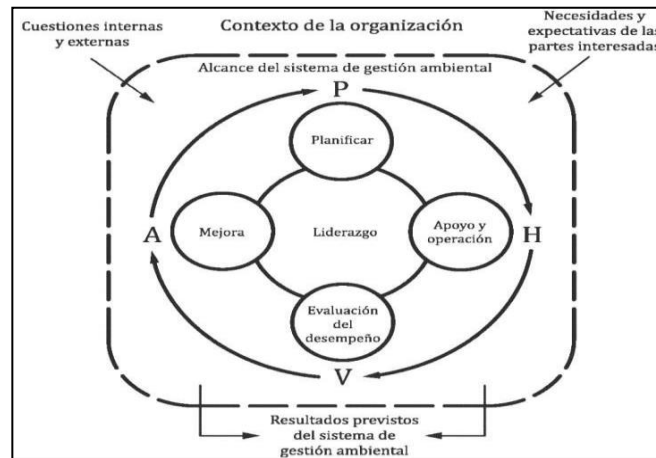 Cuestiones internas
y externas
Contexto de la organización
Necesidades y
expectativas de las
partes interesadas
Alcance del sistema de gestión ambiental
P
Planificar
A
Mejora
Liderazgo
Apoyo y
operación
H
Evaluación
del
desempeño
V
Resultados previstos
del sistema de
gestión ambiental